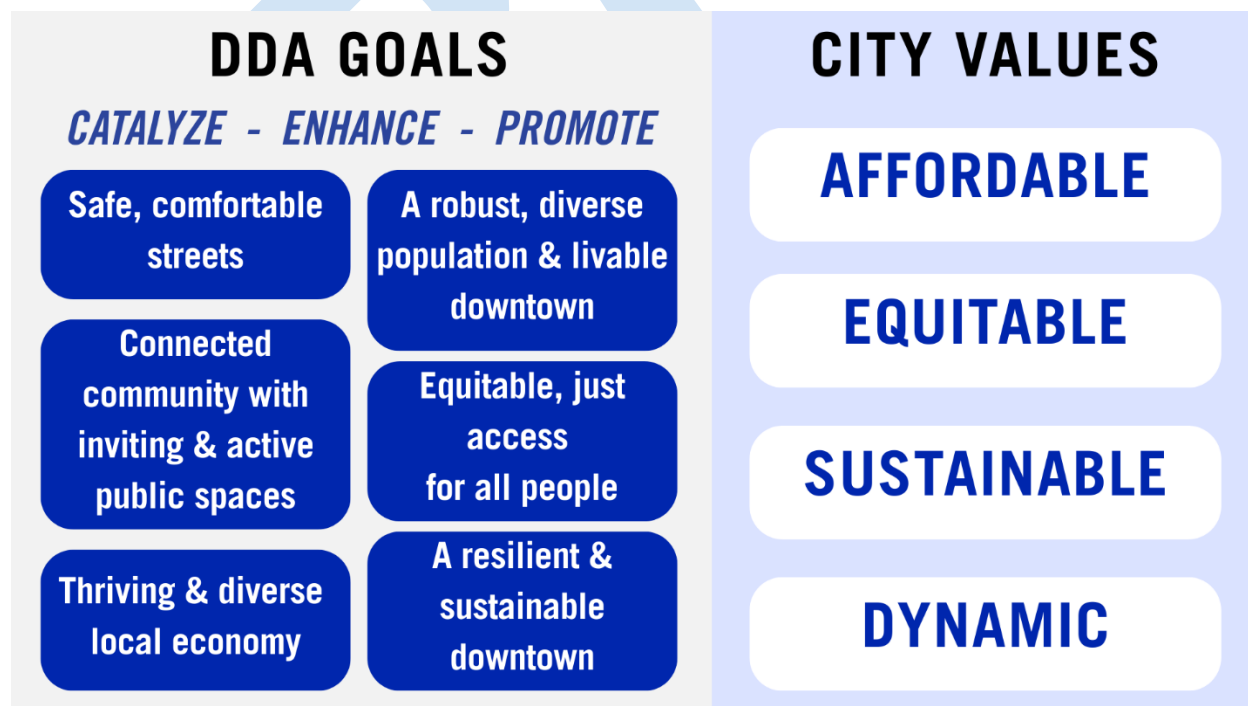 DDA GOALS
CATALYZE - ENHANCE - PROMOTE
Safe, comfortable
streets
Connected
community with
inviting & active
public spaces
Thriving & diverse
local economy
A robust, diverse
population & livable
downtown
Equitable, just
access
for all people
A resilient &
sustainable
downtown
CITY VALUES
AFFORDABLE
EQUITABLE
SUSTAINABLE
DYNAMIC